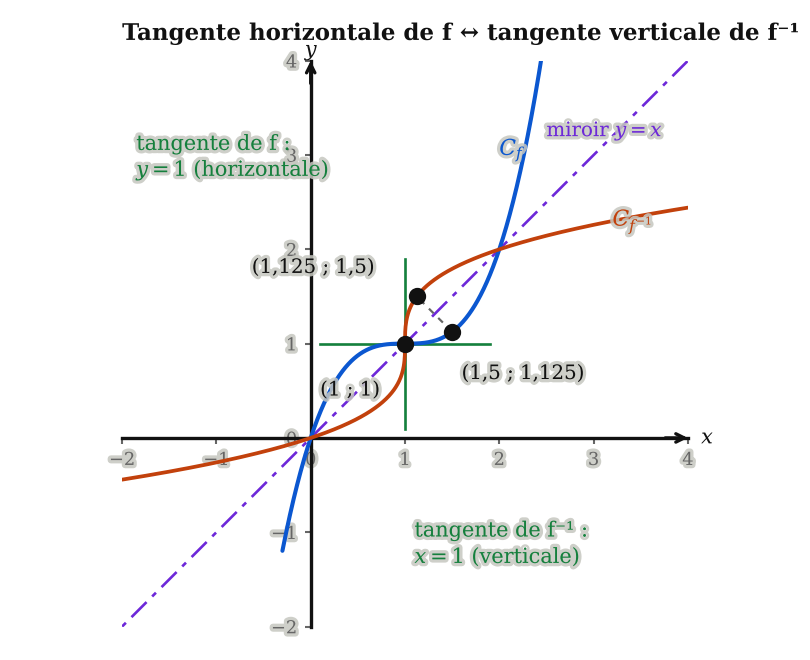 Tangente horizontale de f ↔ tangente verticale de f⁻¹
y
4
tangente de f :
y = 1 (horizontale)
3
C_f
miroir y = x
C_{f⁻¹}
2
(1,125 ; 1,5)
1
(1,5 ; 1,125)
(1 ; 1)
0
x
−2
−1
0
1
2
3
4
−1
tangente de f⁻¹ :
x = 1 (verticale)
−2